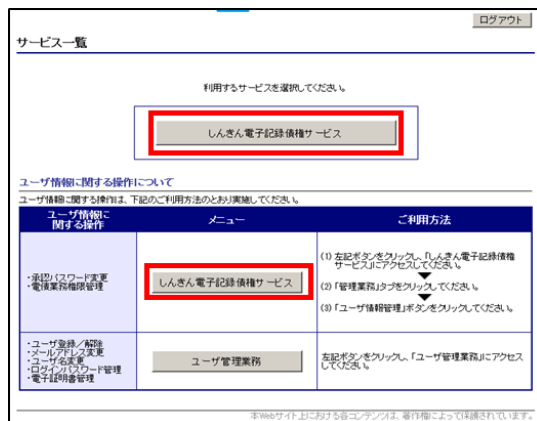 ログアウト
サービス一覧
利用するサービスを選択してください。
しんきん電子記録債権サービス
ユーザ情報に関する操作について
ユーザ情報に関する操作は、下記のご利用方法のとおり実施してください。
ユーザ情報に
関する操作
メニュー
ご利用方法
・承認パスワード変更
・電債業務権限管理
しんきん電子記録債権サービス
(1) 左記ボタンをクリックし、「しんきん電子記録債権
サービス」にアクセスしてください。
(2)「管理業務」タブをクリックしてください。
(3)「ユーザ情報管理」ボタンをクリックしてください。
・ユーザ登録／解除
・メールアドレス変更
・ユーザ名変更
・ログインパスワード管理
・電子証明書管理
ユーザ管理業務
左記ボタンをクリックし、「ユーザ管理業務」にアクセス
してください。
本Webサイト上における各コンテンツは、著作権によって保護されています。